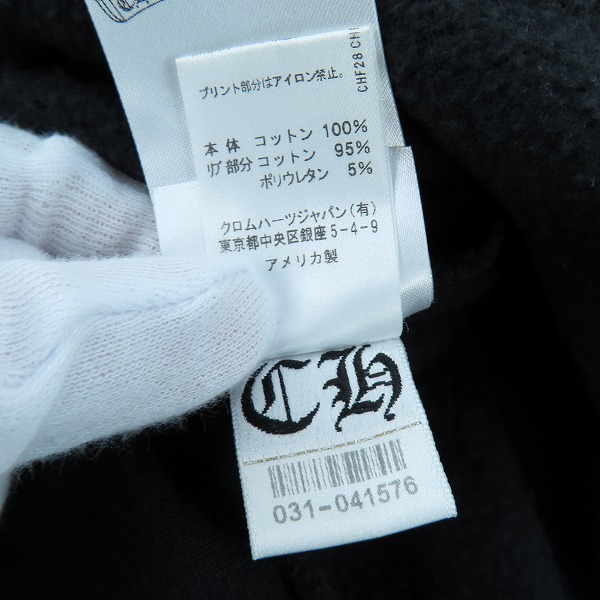 プリント部分はアイロン禁止。
CHF28 CHF
本体 コットン 100%
リブ部分 コットン 95%
ポリウレタン 5%
クロムハーツジャパン(有)
東京都中央区銀座5-4-9
アメリカ製
CH
031-041576